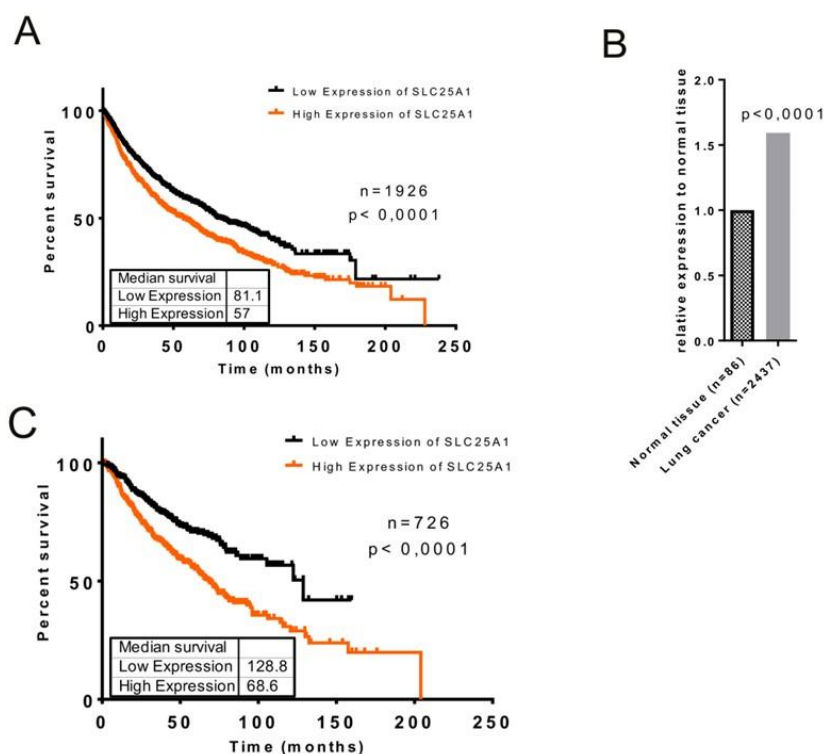 A
Low Expression of SLC25A1
High Expression of SLC25A1
Percent survival
100
50
0
n=1926
p< 0,0001
Median survival
Low Expression 81.1
High Expression 57
0 50 100 150 200 250
Time (months)
B
relative expression to normal tissue
2.0
1.5
1.0
0.5
0.0
p<0,0001
Normal tissue (n=86)
Lung cancer (n=2437)
C
Low Expression of SLC25A1
High Expression of SLC25A1
Percent survival
100
50
0
n=726
p< 0,0001
Median survival
Low Expression 128.8
High Expression 68.6
0 50 100 150 200 250
Time (months)